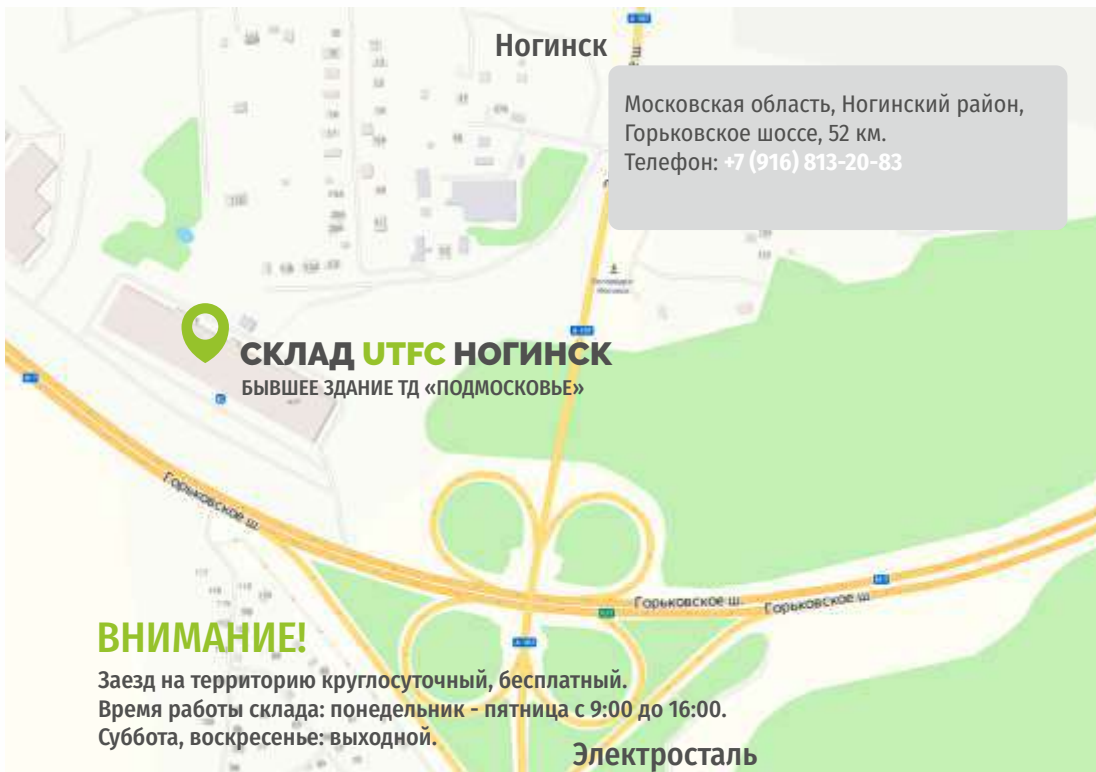 Ногинск
Московская область, Ногинский район,
Горьковское шоссе, 52 км.
Телефон: +7 (916) 813-20-83
СКЛАД UTFC НОГИНСК
БЫВШЕЕ ЗДАНИЕ ТД «ПОДМОСКОВЬЕ»
Горьковское ш.
Горьковское ш.
Горьковское ш
ВНИМАНИЕ!
Заезд на территорию круглосуточный, бесплатный.
Время работы склада: понедельник - пятница с 9:00 до 16:00.
Суббота, воскресенье: выходной.
Электросталь